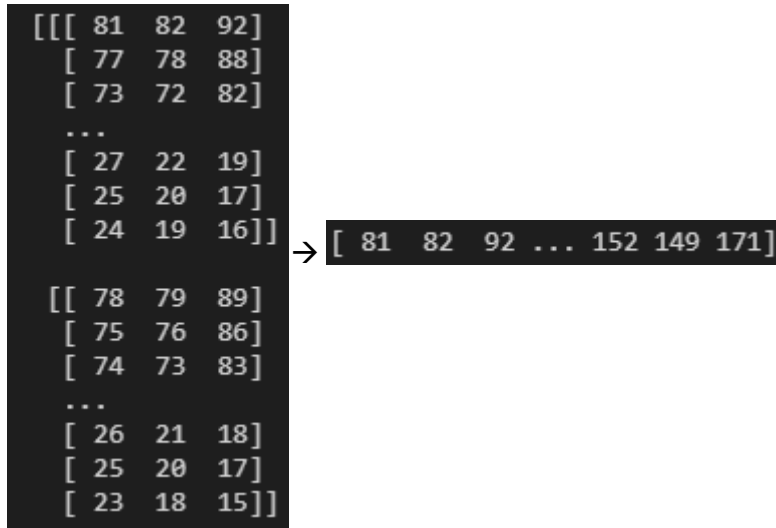 [[[ 81 82 92]
[ 77 78 88]
[ 73 72 82]
...
[ 27 22 19]
[ 25 20 17]
[ 24 19 16]]
[[ 78 79 89]
[ 75 76 86]
[ 74 73 83]
...
[ 26 21 18]
[ 25 20 17]
[ 23 18 15]]
→
[ 81 82 92 ... 152 149 171]